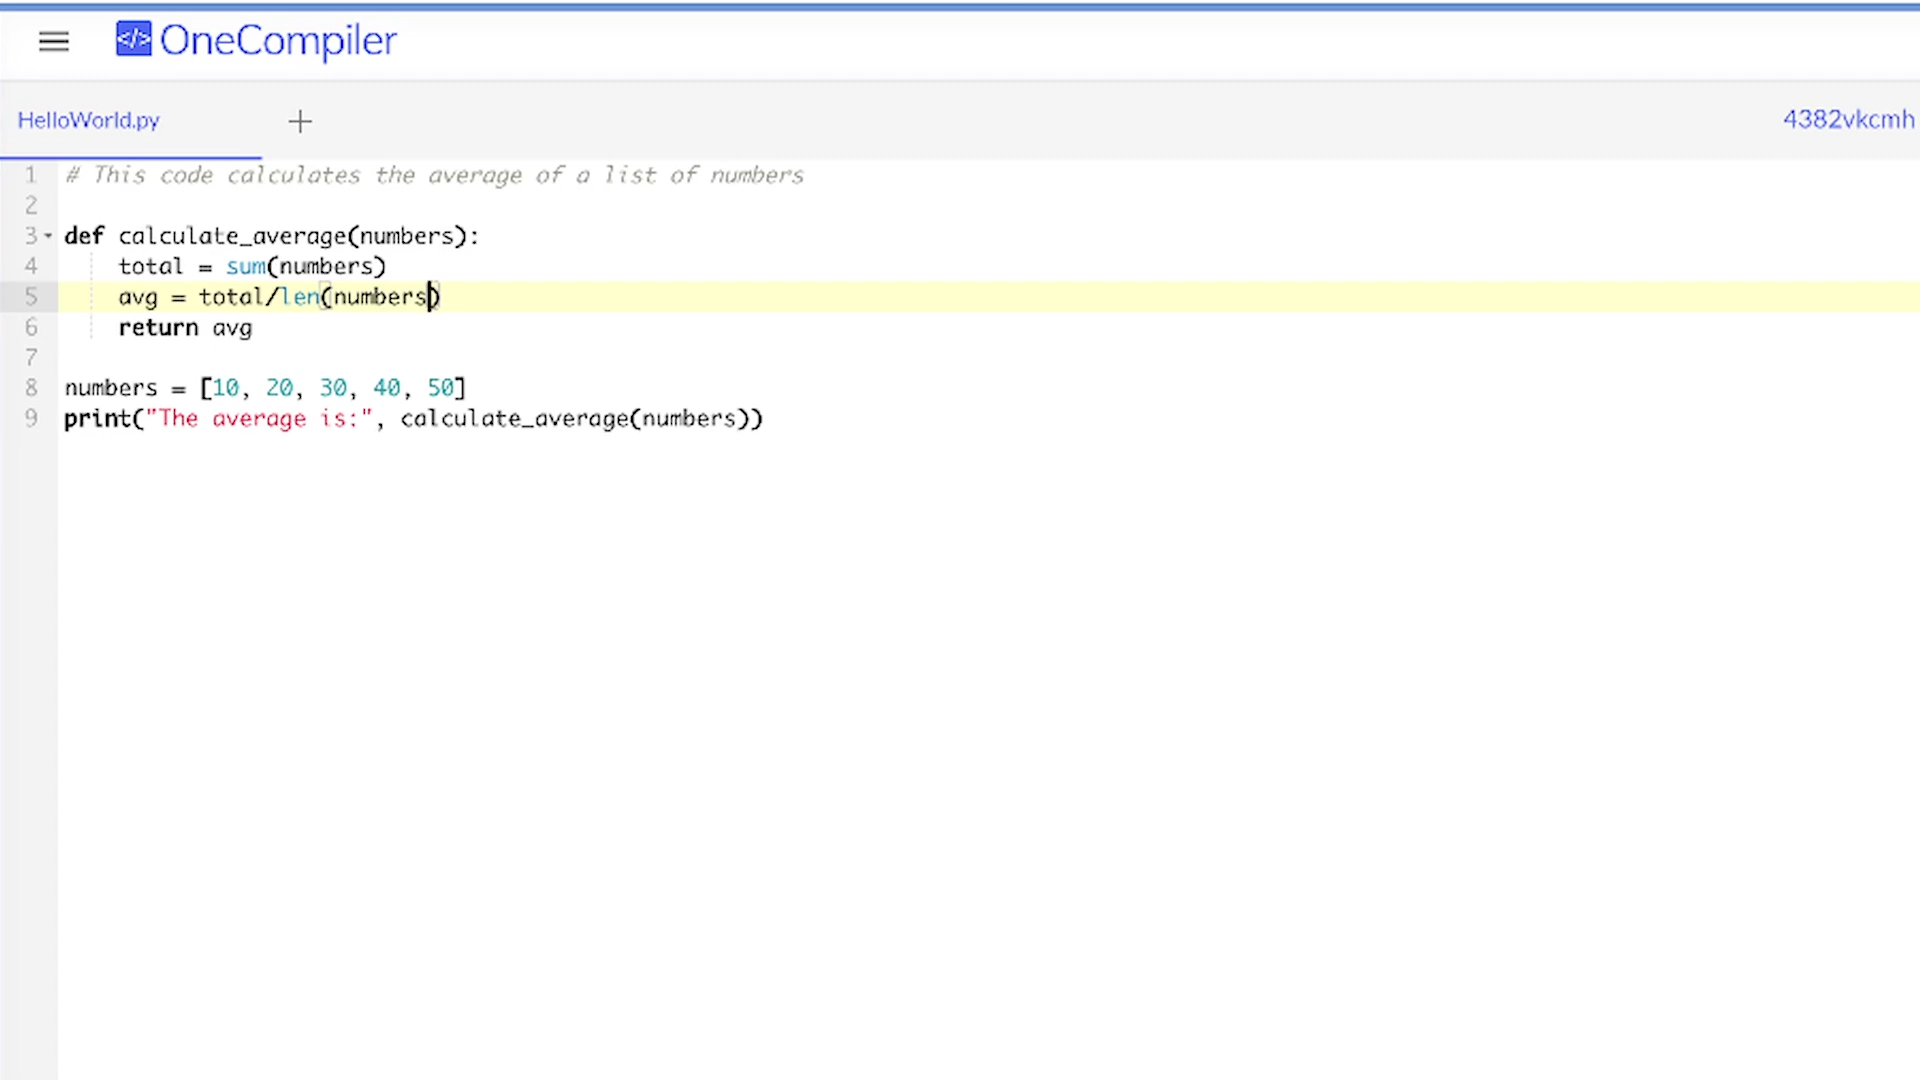 </> OneCompiler
HelloWorld.py +
4382vkcmh
1 # This code calculates the average of a list of numbers
2
3 def calculate_average(numbers):
4     total = sum(numbers)
5     avg = total/len(numbers)
6     return avg
7
8 numbers = [10, 20, 30, 40, 50]
9 print("The average is:", calculate_average(numbers))